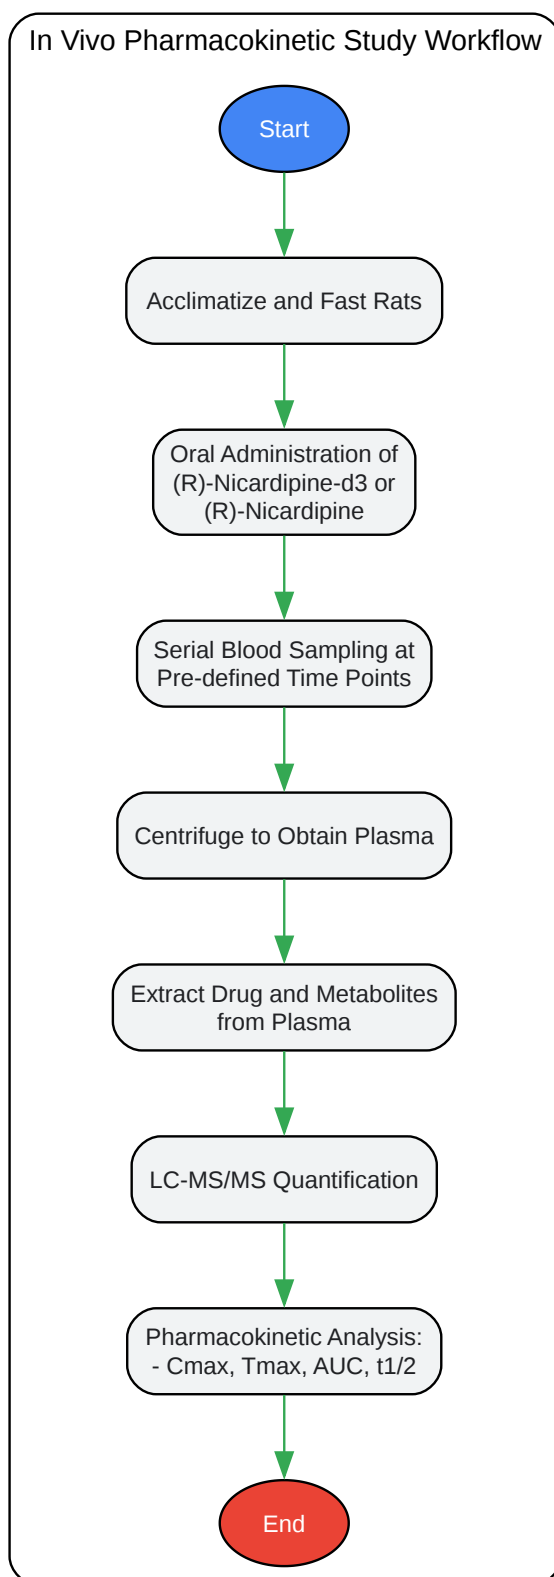 In Vivo Pharmacokinetic Study Workflow
Start
Acclimatize and Fast Rats
Oral Administration of
(R)-Nicardipine-d3 or
(R)-Nicardipine
Serial Blood Sampling at
Pre-defined Time Points
Centrifuge to Obtain Plasma
Extract Drug and Metabolites
from Plasma
LC-MS/MS Quantification
Pharmacokinetic Analysis:
- Cmax, Tmax, AUC, t1/2
End